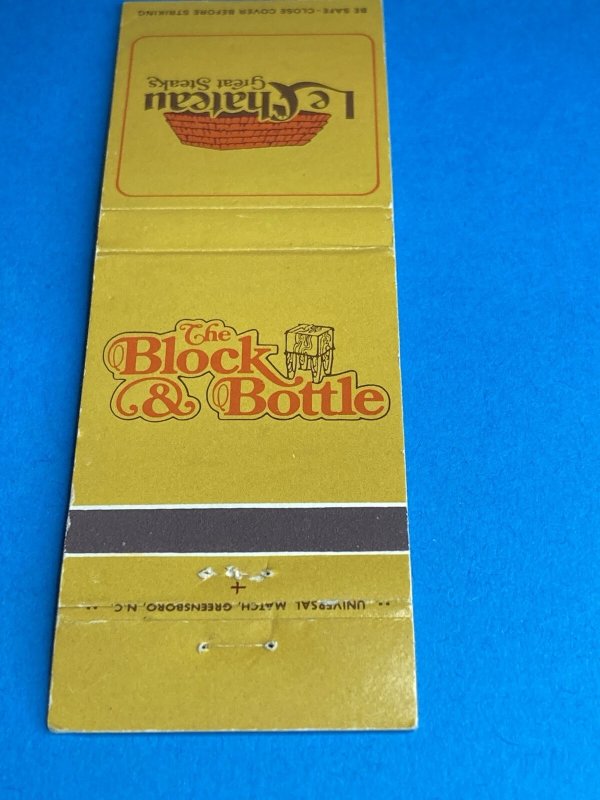 BE SAFE - CLOSE COVER BEFORE STRIKING
Le Chateau
Great Steaks
The
Block
& Bottle
UNIVERSAL MATCH, GREENSBORO, N.C.